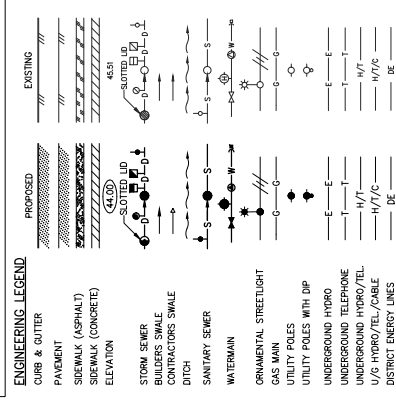 ENGINEERING LEGEND
PROPOSED EXISTING
CURB & GUTTER
PAVEMENT
SIDEWALK (ASPHALT)
SIDEWALK (CONCRETE)
ELEVATION 44.00 45.51
SLOTTED LID SLOTTED LID
STORM SEWER D D D D
BUILDERS SWALE
CONTRACTORS SWALE
DITCH
SANITARY SEWER S S S
WATERMAIN W W
ORNAMENTAL STREETLIGHT
GAS MAIN G G G G
UTILITY POLES
UTILITY POLES WITH DIP
UNDERGROUND HYDRO E E E E
UNDERGROUND TELEPHONE T T T T
UNDERGROUND HYDRO/TEL. H/T H/T
U/G HYDRO/TEL./CABLE H/T/C H/T/C
DISTRICT ENERGY LINES DE DE